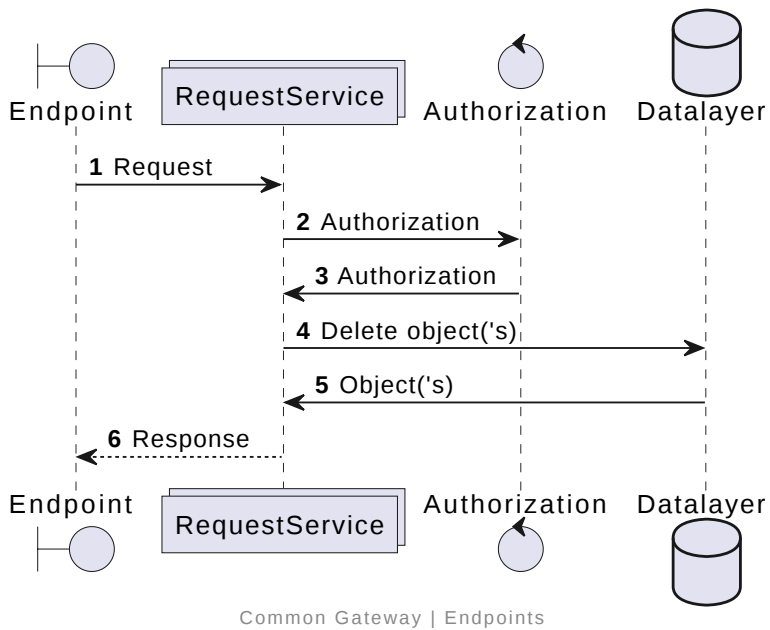 Endpoint
RequestService
Authorization
Datalayer
1 Request
2 Authorization
3 Authorization
4 Delete object('s)
5 Object('s)
6 Response
Endpoint
RequestService
Authorization
Datalayer
Common Gateway | Endpoints